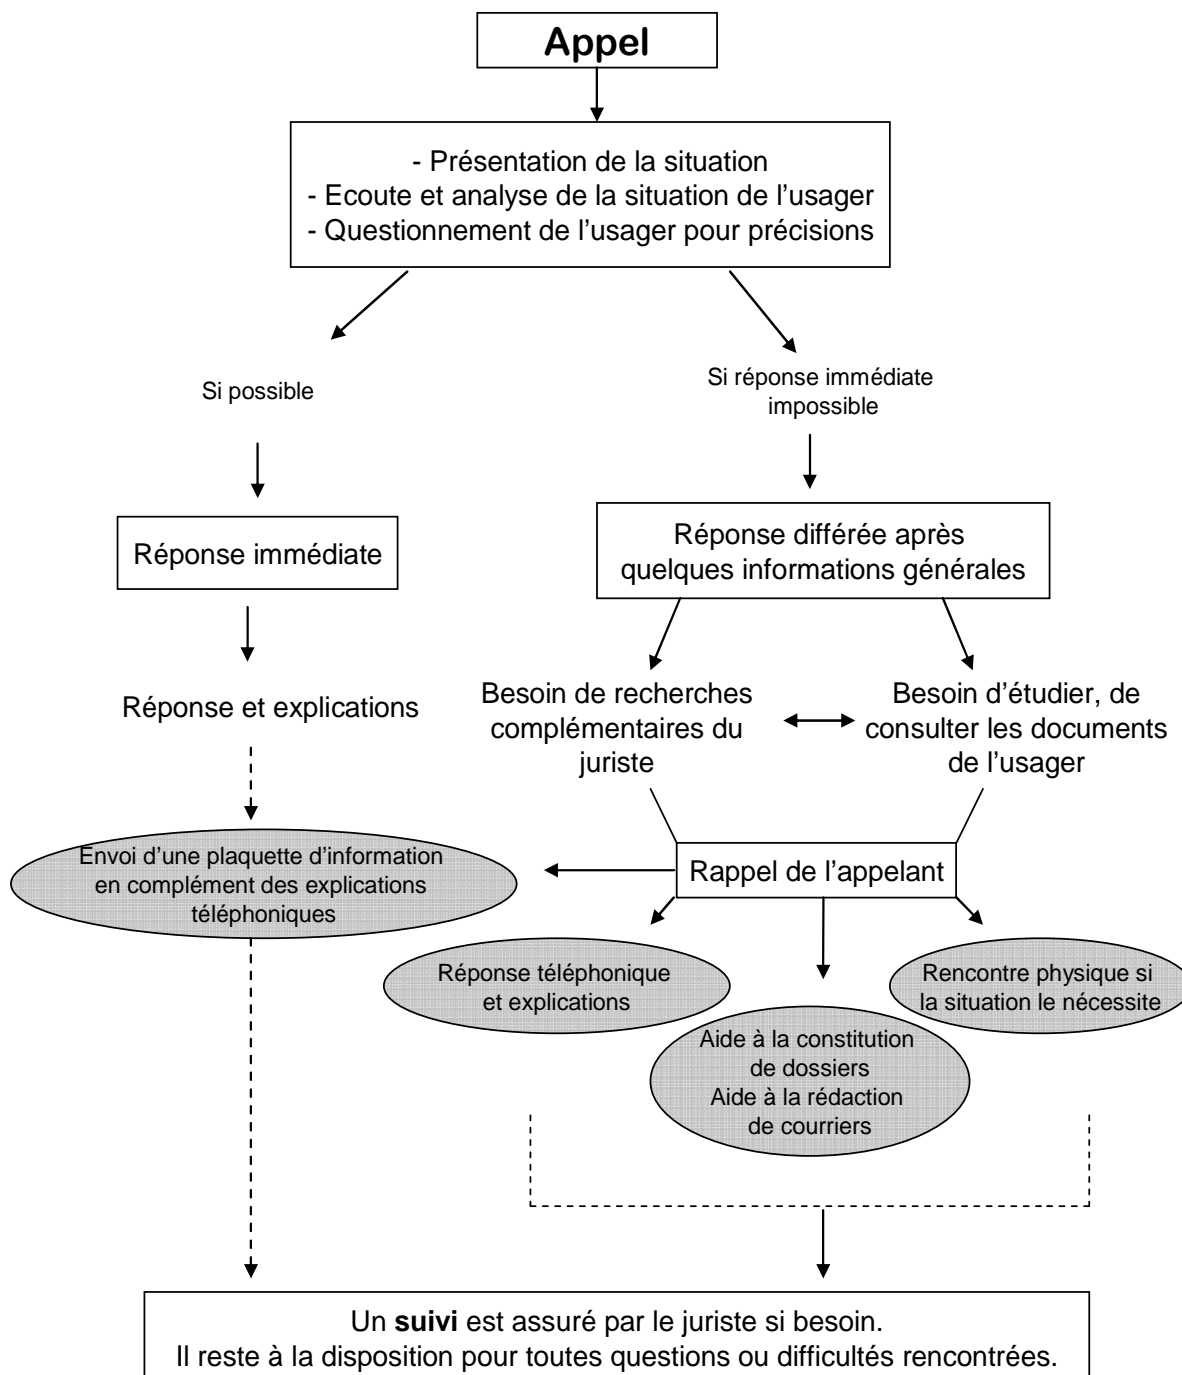 Appel
- Présentation de la situation
- Ecoute et analyse de la situation de l’usager
- Questionnement de l’usager pour précisions
Si possible
Si réponse immédiate
impossible
Réponse immédiate
Réponse différée après
quelques informations générales
Réponse et explications
Besoin de recherches
complémentaires du
juriste
Besoin d’étudier, de
consulter les documents
de l’usager
Envoi d’une plaquette d’information
en complément des explications
téléphoniques
Rappel de l’appelant
Réponse téléphonique
et explications
Rencontre physique si
la situation le nécessite
Aide à la constitution
de dossiers
Aide à la rédaction
de courriers
Un suivi est assuré par le juriste si besoin.
Il reste à la disposition pour toutes questions ou difficultés rencontrées.